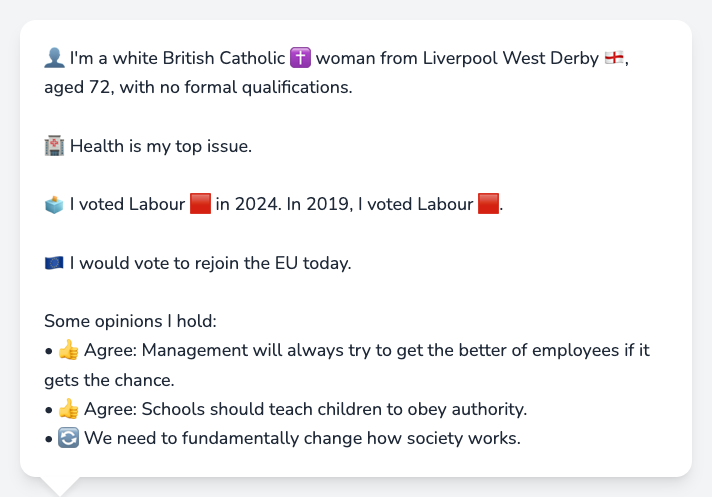 👤 I'm a white British Catholic ✝️ woman from Liverpool West Derby 🏴󠁧󠁢󠁥󠁮󠁧󠁿,
aged 72, with no formal qualifications.
🏥 Health is my top issue.
🗳️ I voted Labour 🟥 in 2024. In 2019, I voted Labour 🟥.
🇪🇺 I would vote to rejoin the EU today.
Some opinions I hold:
• 👍 Agree: Management will always try to get the better of employees if it
gets the chance.
• 👍 Agree: Schools should teach children to obey authority.
• 🔄 We need to fundamentally change how society works.